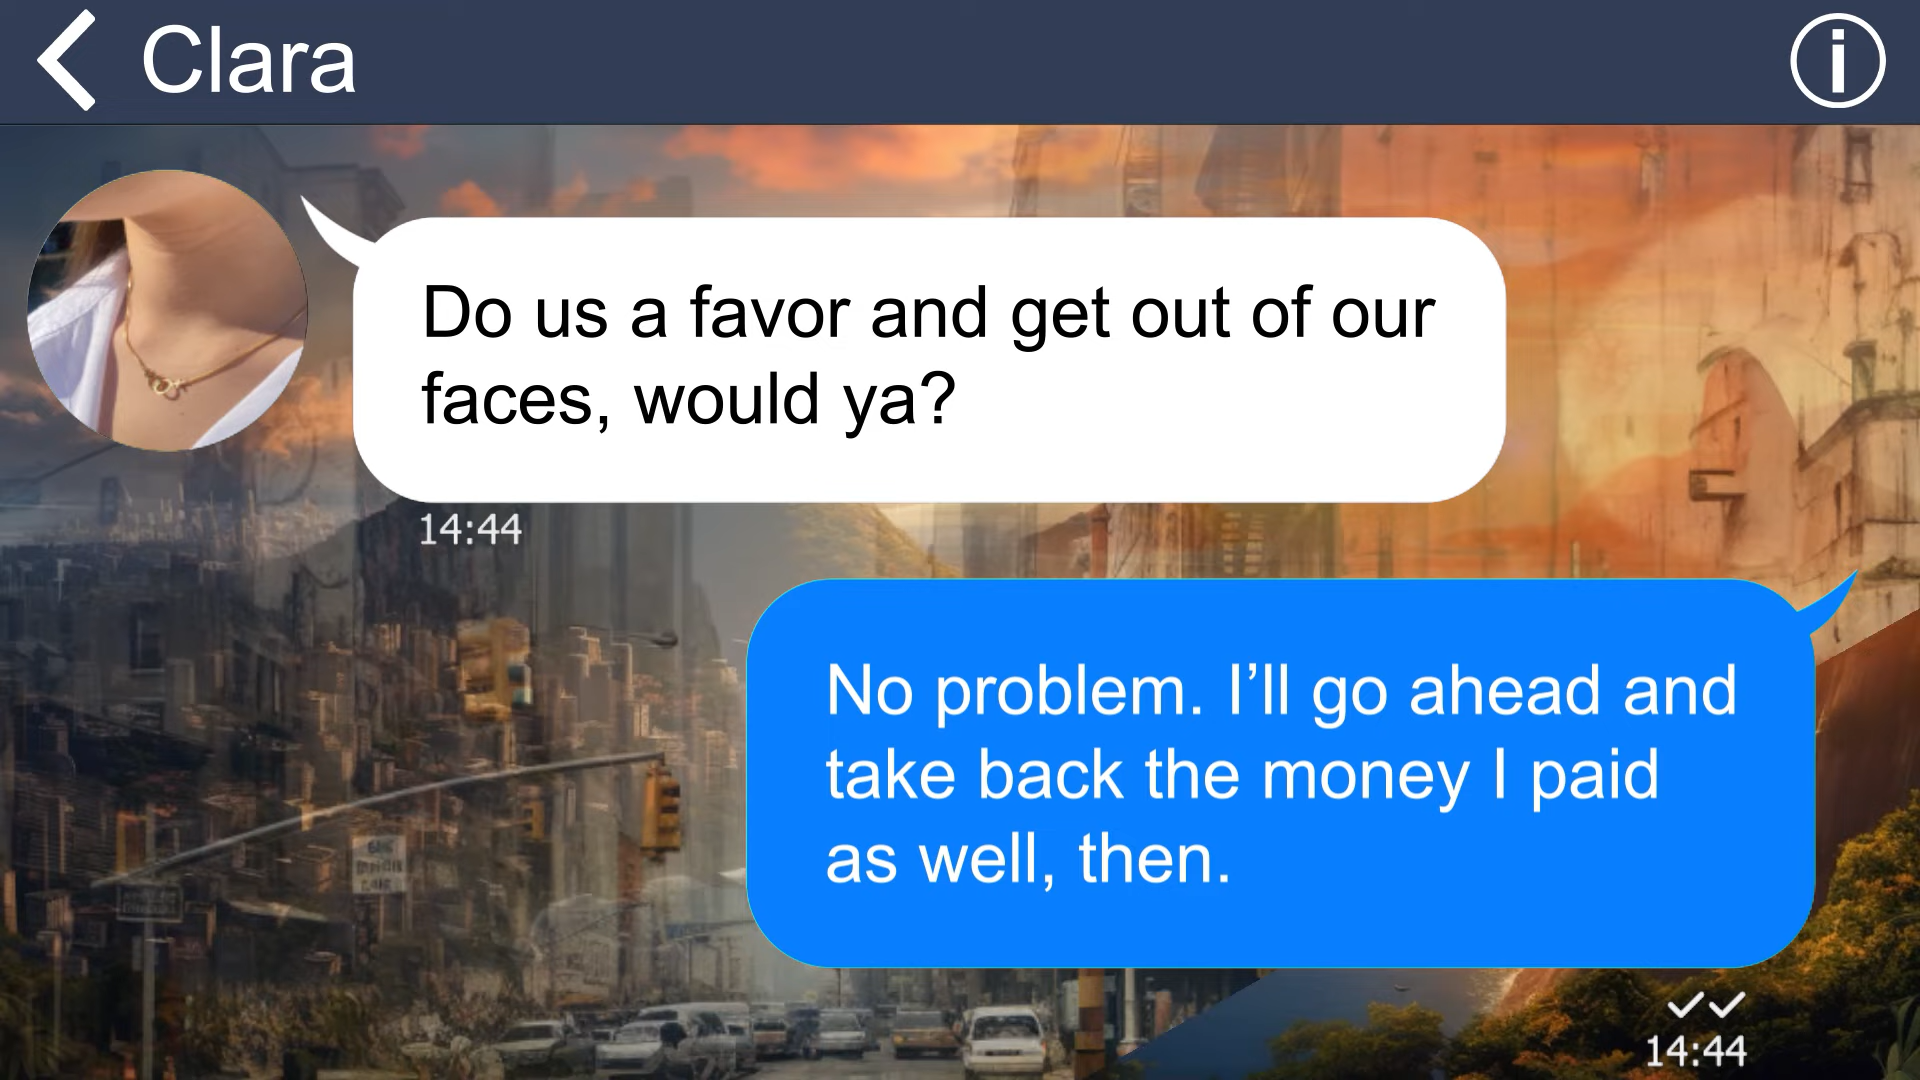 Clara
Do us a favor and get out of our
faces, would ya?
14:44
No problem. I’ll go ahead and
take back the money I paid
as well, then.
14:44